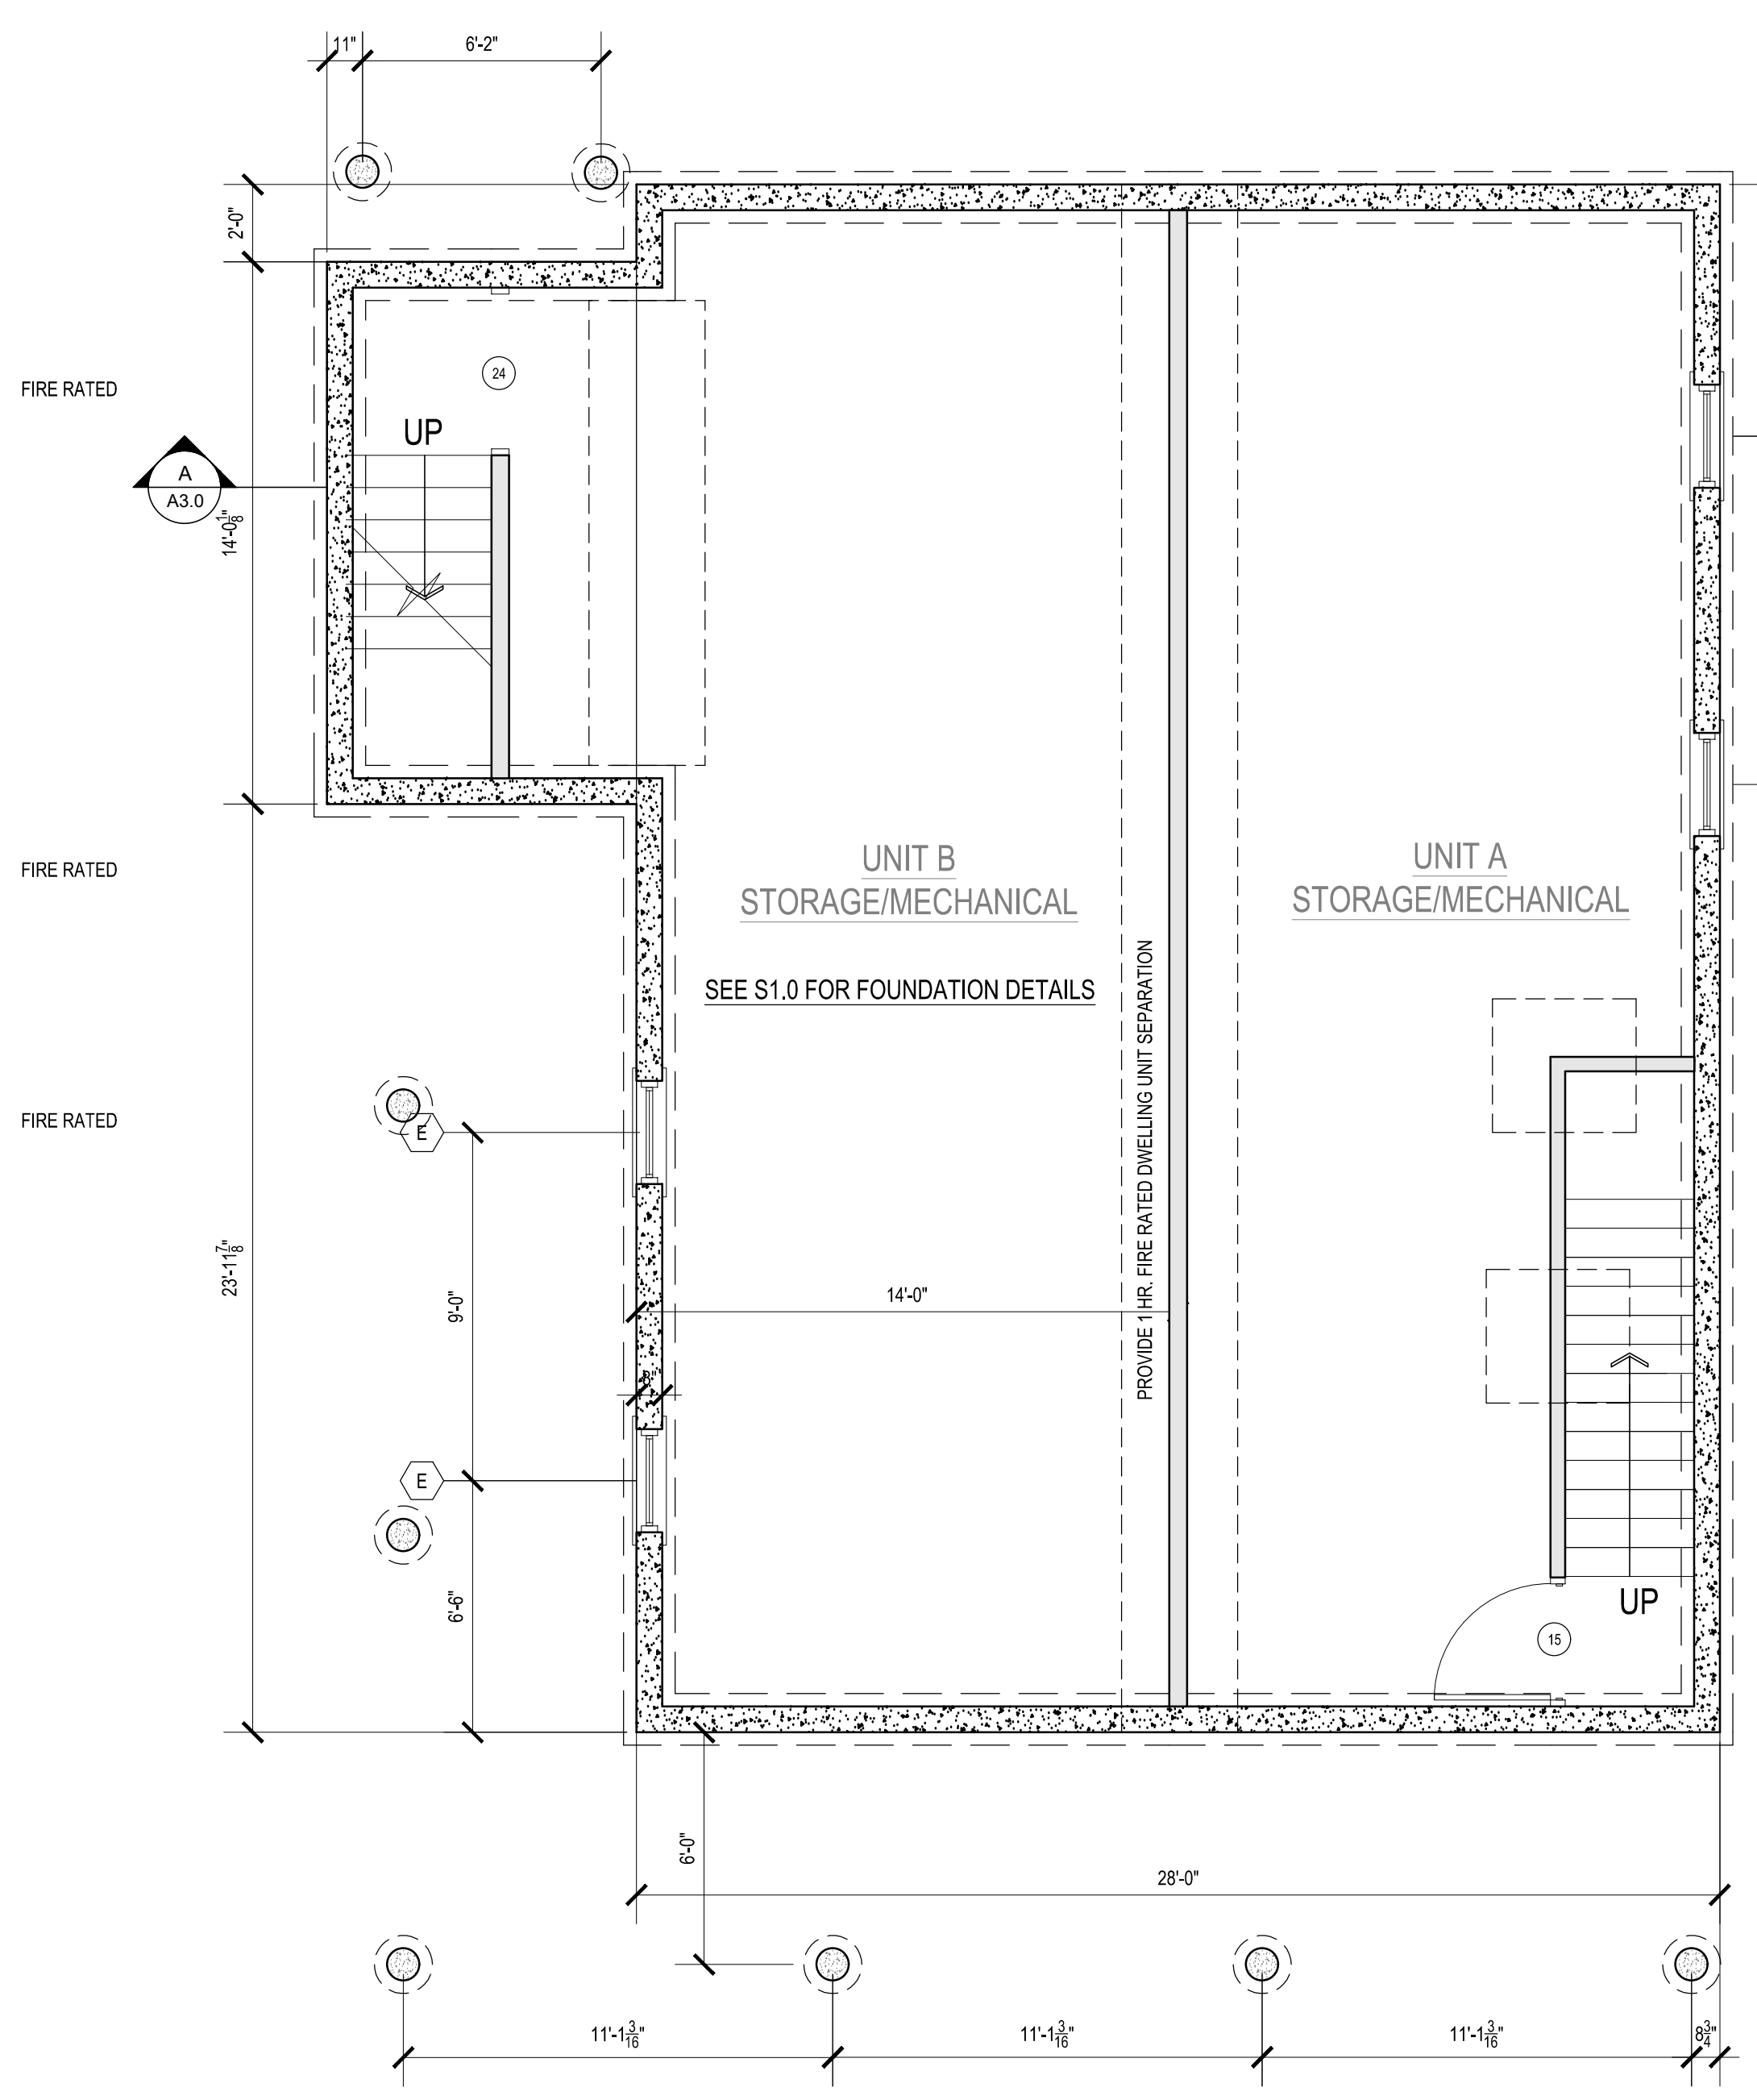 11" 6'-2"
2'-0"
FIRE RATED
24
UP
A
A3.0
14'-0 1/8"
UNIT B
STORAGE/MECHANICAL
UNIT A
STORAGE/MECHANICAL
FIRE RATED
SEE S1.0 FOR FOUNDATION DETAILS
PROVIDE 1 HR. FIRE RATED DWELLING UNIT SEPARATION
FIRE RATED
E
23'-11 7/8"
9'-0"
14'-0"
8"
E
6'-6"
UP
15
6'-0"
28'-0"
11'-1 3/16" 11'-1 3/16" 11'-1 3/16" 8 3/4"